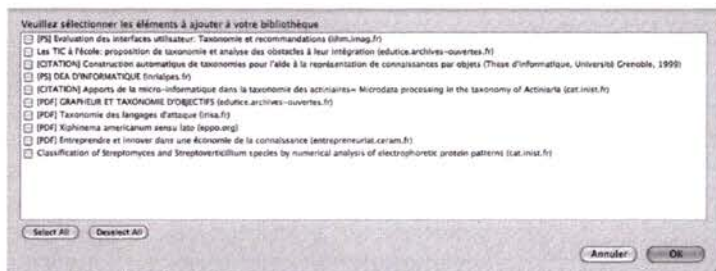 Veuillez sélectionner les éléments à ajouter à votre bibliothèque
[PS] Evaluation des interfaces utilisateur: Taxonomie et recommandations (iihm.imag.fr)
Les TIC à l'école: proposition de taxonomie et analyse des obstacles à leur intégration (edutice.archives-ouvertes.fr)
[CITATION] Construction automatique de taxonomies pour l'aide à la représentation de connaissances par objets (These d'informatique, Université Grenoble, 1999)
[PS] DEA D'INFORMATIQUE (inrialpes.fr)
[CITATION] Apports de la micro-informatique dans la taxonomie des actiniaires= Microdata processing in the taxonomy of Actiniaria (cat.inist.fr)
[PDF] GRAPHEUR ET TAXONOMIE D'OBJECTIFS (edutice.archives-ouvertes.fr)
[PDF] Taxonomie des langages d'attaque (irisa.fr)
[PDF] Xiphinema americanum sensu lato (eppo.org)
[PDF] Entreprendre et innover dans une économie de la connaissance (entrepreneuriat.ceram.fr)
Classification of Streptomyces and Streptoverticillium species by numerical analysis of electrophoretic protein patterns (cat.inist.fr)
Select All Deselect All
Annuler OK